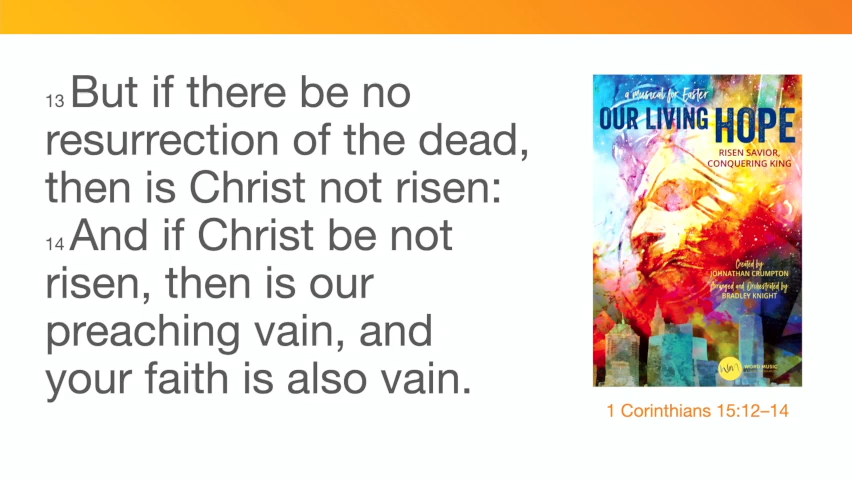 13 But if there be no
resurrection of the dead,
then is Christ not risen:
14 And if Christ be not
risen, then is our
preaching vain, and
your faith is also vain.
a musical for Easter
OUR LIVING HOPE
RISEN SAVIOR,
CONQUERING KING
Created by
JOHNATHAN CRUMPTON
Arranged and Orchestrated by
BRADLEY KNIGHT
WORD MUSIC
1 Corinthians 15:12–14